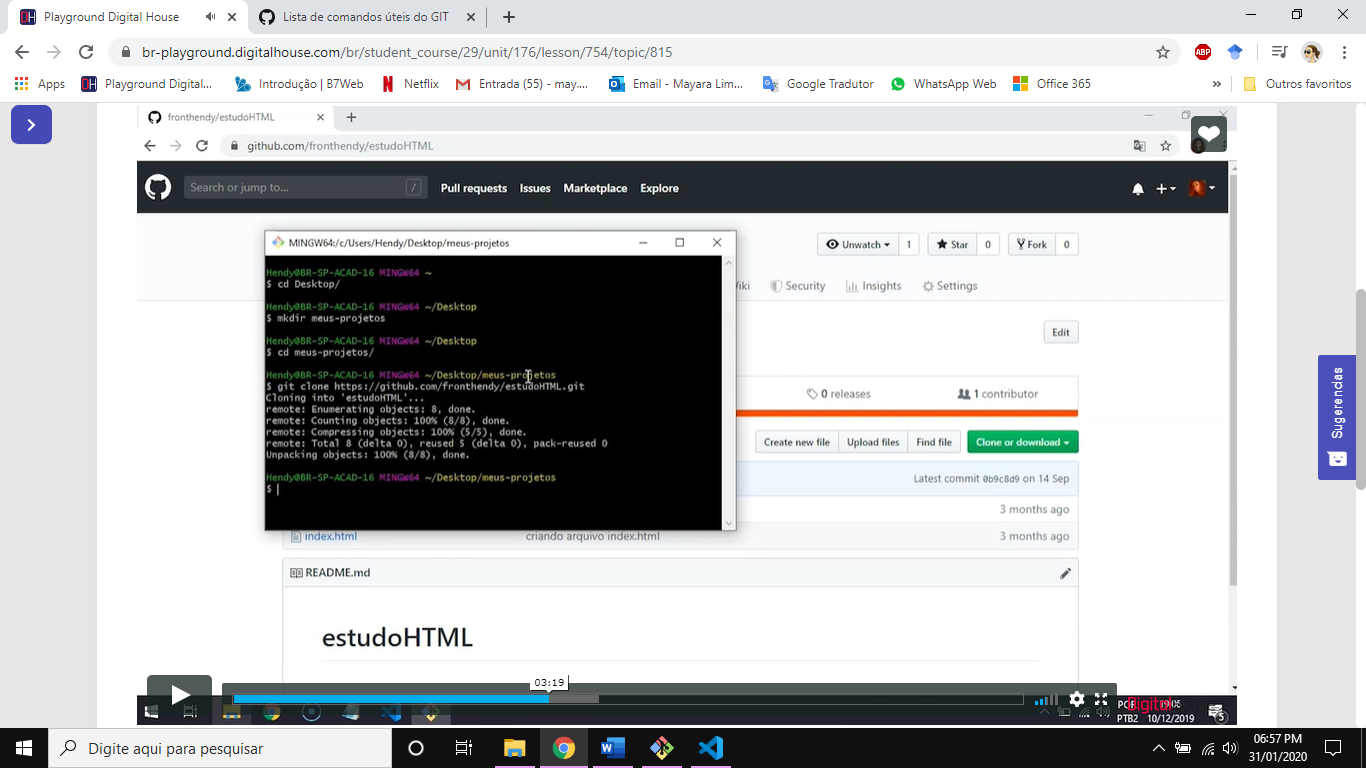 Playground Digital House
Lista de comandos úteis do GIT
br-playground.digitalhouse.com/br/student_course/29/unit/176/lesson/754/topic/815
ABP
Apps
Playground Digital...
Introdução | B7Web
Netflix
Entrada (55) - may....
Email - Mayara Lim...
Google Tradutor
WhatsApp Web
Office 365
»
Outros favoritos
fronthendy/estudoHTML
github.com/fronthendy/estudoHTML
Search or jump to...
/
Pull requests
Issues
Marketplace
Explore
MINGW64:/c/Users/Hendy/Desktop/meus-projetos
Unwatch
1
Star
0
Fork
0
Hendy@BR-SP-ACAD-16 MINGW64 ~
$ cd Desktop/
Hendy@BR-SP-ACAD-16 MINGW64 ~/Desktop
$ mkdir meus-projetos
Hendy@BR-SP-ACAD-16 MINGW64 ~/Desktop
$ cd meus-projetos/
Hendy@BR-SP-ACAD-16 MINGW64 ~/Desktop/meus-projetos
$ git clone https://github.com/fronthendy/estudoHTML.git
Cloning into 'estudoHTML'...
remote: Enumerating objects: 8, done.
remote: Counting objects: 100% (8/8), done.
remote: Compressing objects: 100% (5/5), done.
remote: Total 8 (delta 0), reused 5 (delta 0), pack-reused 0
Unpacking objects: 100% (8/8), done.
Hendy@BR-SP-ACAD-16 MINGW64 ~/Desktop/meus-projetos
$
Security
Insights
Settings
Edit
0 releases
1 contributor
Create new file
Upload files
Find file
Clone or download
Latest commit 0b9c8d9 on 14 Sep
3 months ago
index.html
criando arquivo index.html
3 months ago
README.md
estudoHTML
Sugerendas
03:19
Digital
PTB2
10/12/2019
5
Digite aqui para pesquisar
06:57 PM
31/01/2020